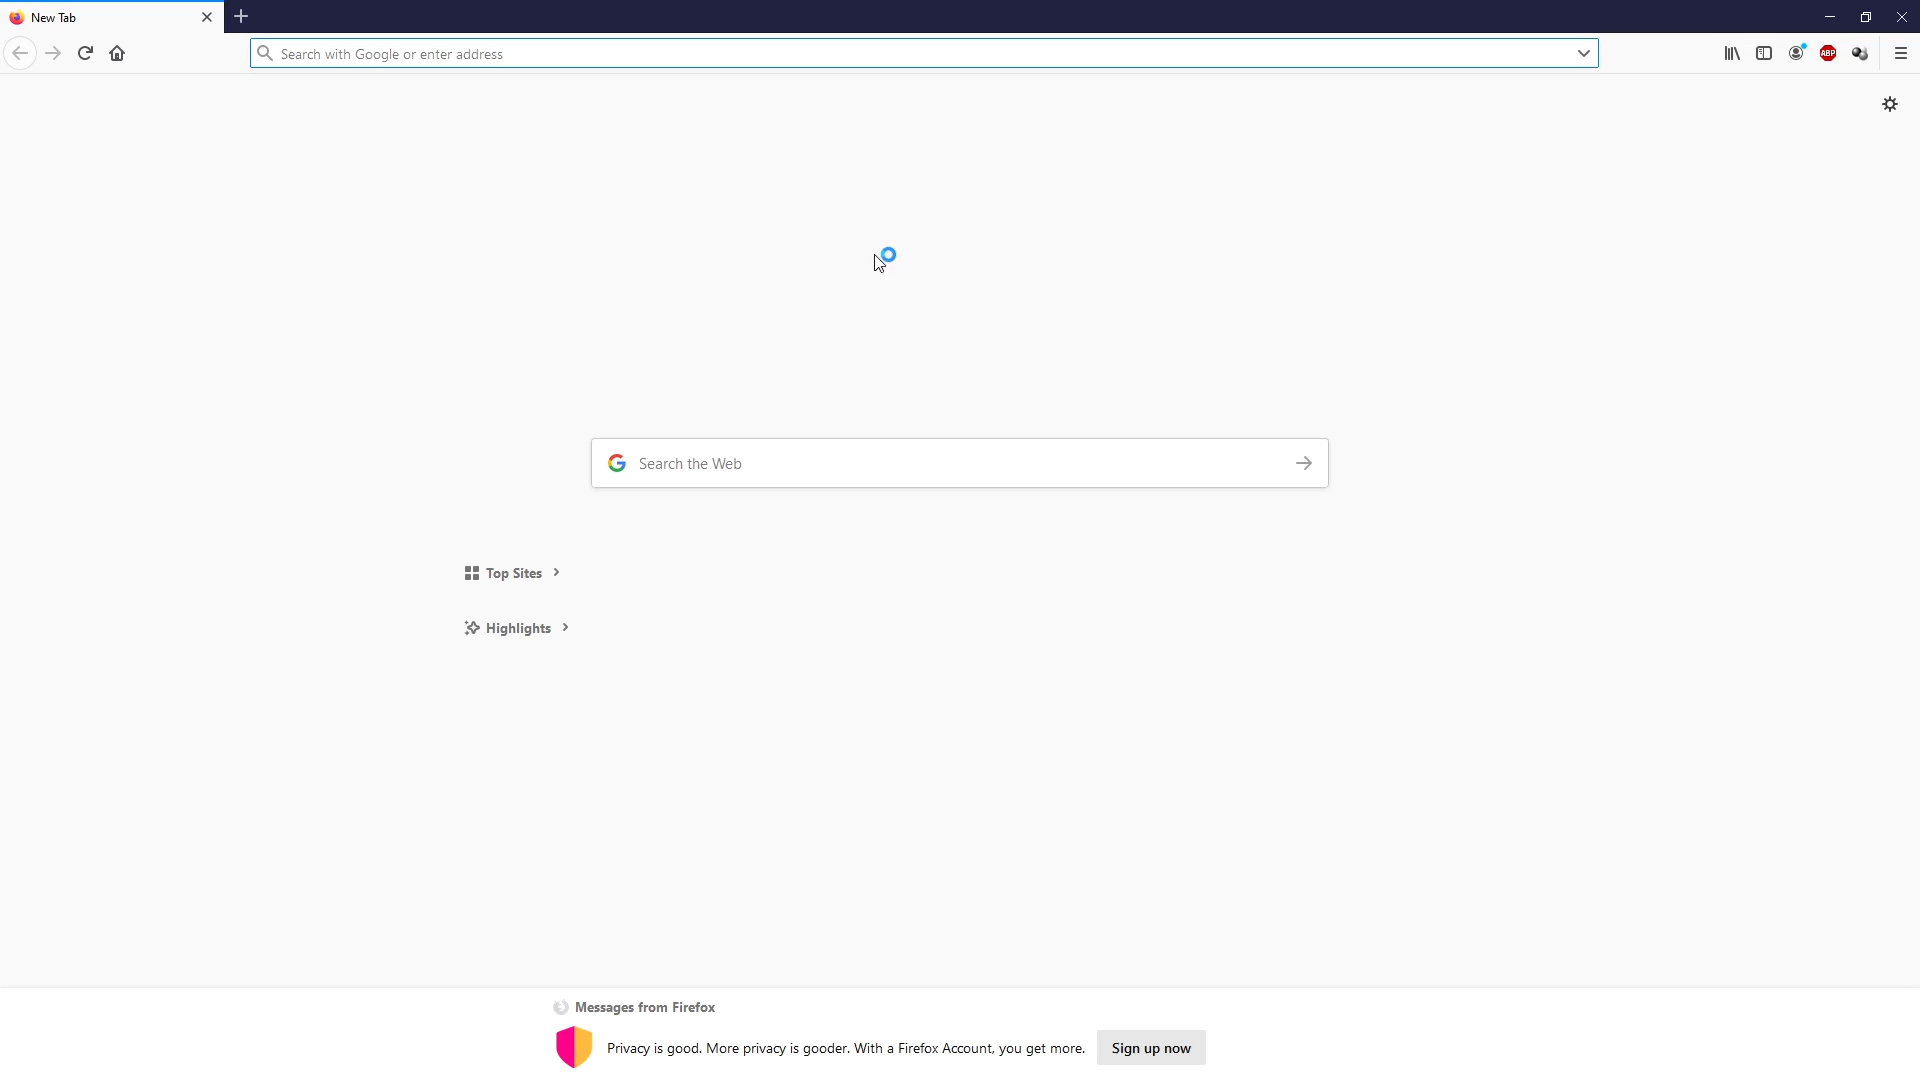 New Tab
Search with Google or enter address
ABP
Search the Web
Top Sites
Highlights
Messages from Firefox
Privacy is good. More privacy is gooder. With a Firefox Account, you get more.
Sign up now